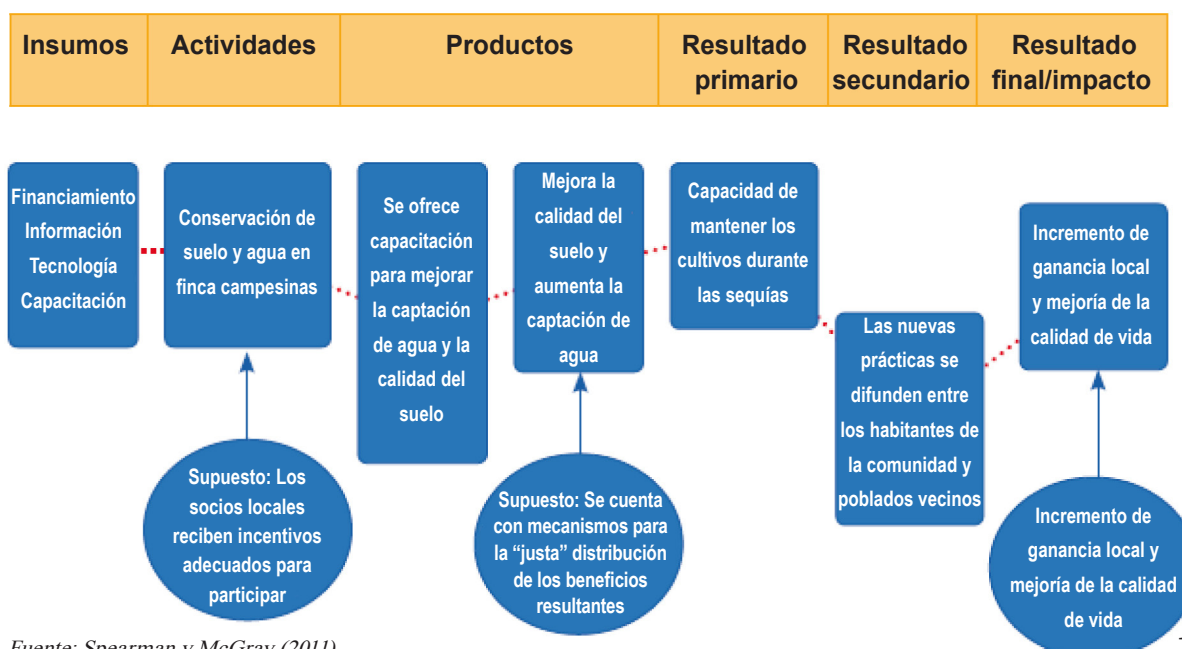 Insumos
Actividades
Productos
Resultado
primario
Resultado
secundario
Resultado
final/impacto
Financiamiento
Información
Tecnología
Capacitación
Conservación de
suelo y agua en
finca campesinas
Se ofrece
capacitación
para mejorar
la captación
de agua y la
calidad del
suelo
Mejora la
calidad del
suelo y
aumenta la
captación de
agua
Capacidad de
mantener los
cultivos durante
las sequías
Las nuevas
prácticas se
difunden entre
los habitantes de
la comunidad y
poblados vecinos
Incremento de
ganancia local
y mejoría de la
calidad de vida
Supuesto: Los
socios locales
reciben incentivos
adecuados para
participar
Supuesto: Se cuenta
con mecanismos para
la “justa” distribución
de los beneficios
resultantes
Incremento de
ganancia local y
mejoría de la calidad
de vida
Fuente: Spearman y McGray (2011)